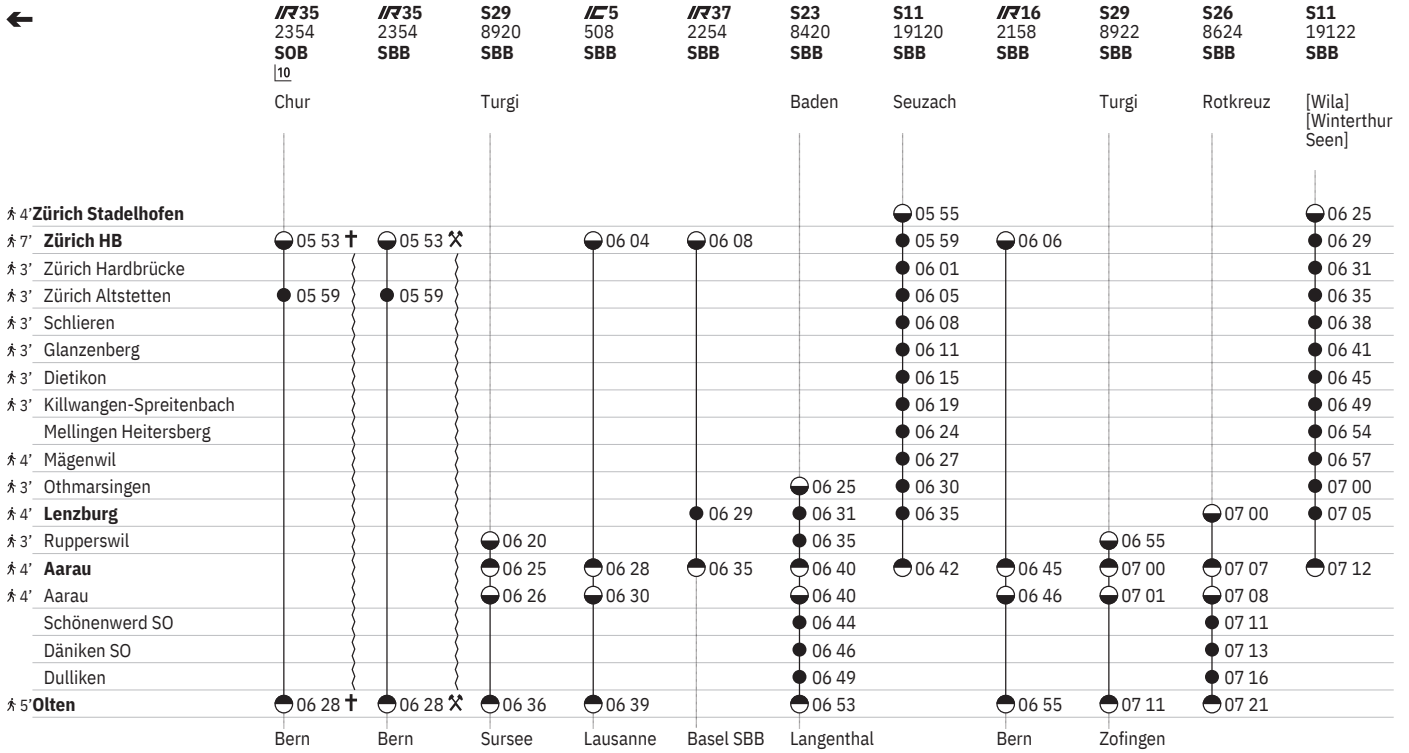 IR35 IR35 S29 IC5 IR37 S23 S11 IR16 S29 S26 S11
2354 2354 8920 508 2254 8420 19120 2158 8922 8624 19122
SOB SBB SBB SBB SBB SBB SBB SBB SBB SBB SBB
10
Chur Turgi Baden Seuzach Turgi Rotkreuz [Wila]
[Winterthur
Seen]
4' Zürich Stadelhofen 05 55 06 25
7' Zürich HB 05 53 05 53 06 04 06 08 05 59 06 06 06 29
3' Zürich Hardbrücke 06 01 06 31
3' Zürich Altstetten 05 59 05 59 06 05 06 35
3' Schlieren 06 08 06 38
3' Glanzenberg 06 11 06 41
3' Dietikon 06 15 06 45
3' Killwangen-Spreitenbach 06 19 06 49
Mellingen Heitersberg 06 24 06 54
4' Mägenwil 06 27 06 57
3' Othmarsingen 06 25 06 30 07 00
4' Lenzburg 06 29 06 31 06 35 07 00 07 05
3' Rupperswil 06 20 06 35 06 55
4' Aarau 06 25 06 28 06 35 06 40 06 42 06 45 07 00 07 07 07 12
4' Aarau 06 26 06 30 06 40 06 46 07 01 07 08
Schönenwerd SO 06 44 07 11
Däniken SO 06 46 07 13
Dulliken 06 49 07 16
5' Olten 06 28 06 28 06 36 06 39 06 53 06 55 07 11 07 21
Bern Bern Sursee Lausanne Basel SBB Langenthal Bern Zofingen